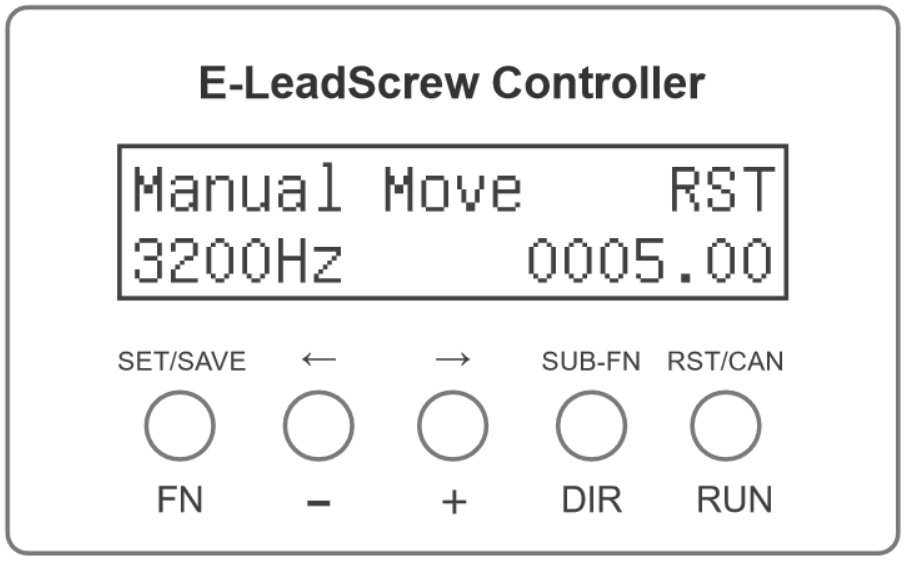 E-LeadScrew Controller
Manual Move RST
3200Hz 0005.00
SET/SAVE ← → SUB-FN RST/CAN
FN − + DIR RUN